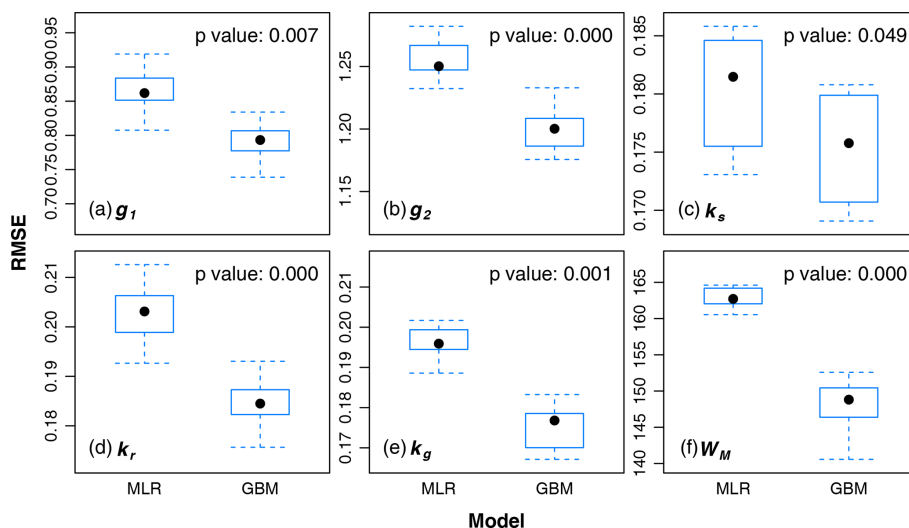 p value: 0.007
0.70 0.75 0.80 0.85 0.90 0.95
(a) g1
p value: 0.000
1.15 1.20 1.25
(b) g2
p value: 0.049
0.170 0.175 0.180 0.185
(c) ks
RMSE
p value: 0.000
0.18 0.19 0.20 0.21
(d) kr
p value: 0.001
0.17 0.18 0.19 0.20 0.21
(e) kg
p value: 0.000
140 145 150 160 165
(f) WM
MLR GBM MLR GBM MLR GBM
Model